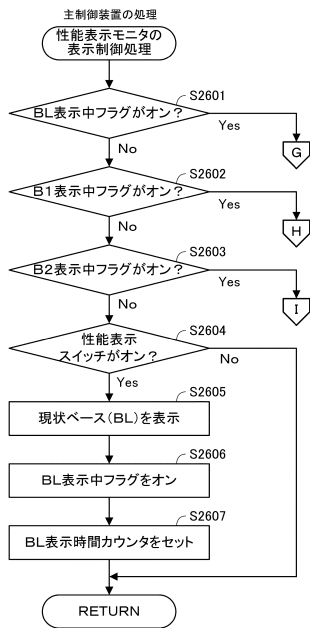 主制御装置の処理
性能表示モニタの
表示制御処理
S2601
BL表示中フラグがオン？
Yes
G
No
S2602
B1表示中フラグがオン？
Yes
H
No
S2603
B2表示中フラグがオン？
Yes
I
No
S2604
性能表示
スイッチがオン？
No
Yes
S2605
現状ベース(BL)を表示
S2606
BL表示中フラグをオン
S2607
BL表示時間カウンタをセット
RETURN